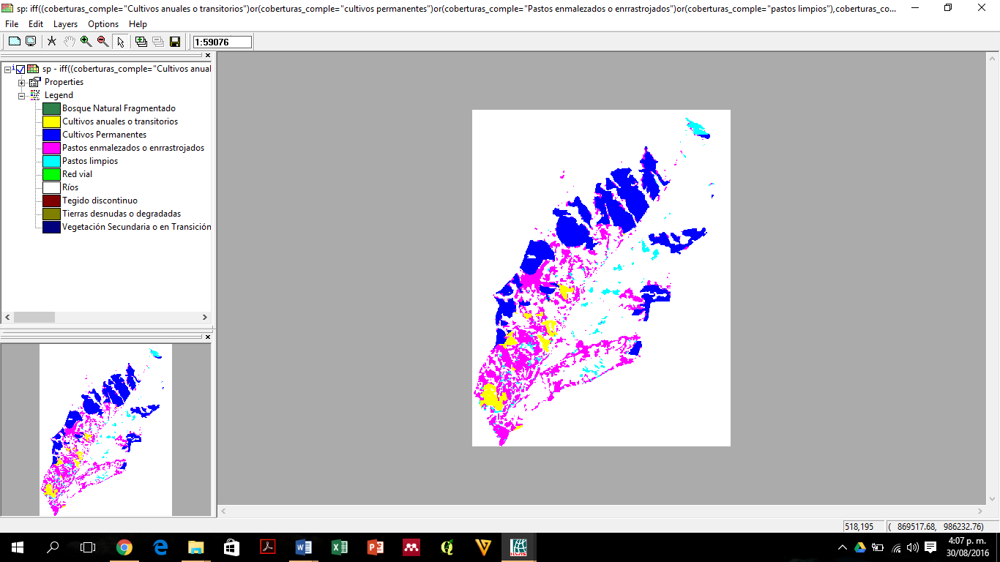 sp: iff((coberturas_comple="Cultivos anuales o transitorios")or(coberturas_comple="cultivos permanentes")or(coberturas_comple="Pastos enmalezados o enrrastrojados")or(coberturas_comple="pastos limpios"),coberturas_co...
File Edit Layers Options Help
1:59076
sp - iff((coberturas_comple="Cultivos anual
Properties
Legend
Bosque Natural Fragmentado
Cultivos anuales o transitorios
Cultivos Permanentes
Pastos enmalezados o enrrastrojados
Pastos limpios
Red vial
Ríos
Tegido discontinuo
Tierras desnudas o degradadas
Vegetación Secundaria o en Transición
518,195 ( 869517.68, 986232.76)
4:07 p. m.
30/08/2016